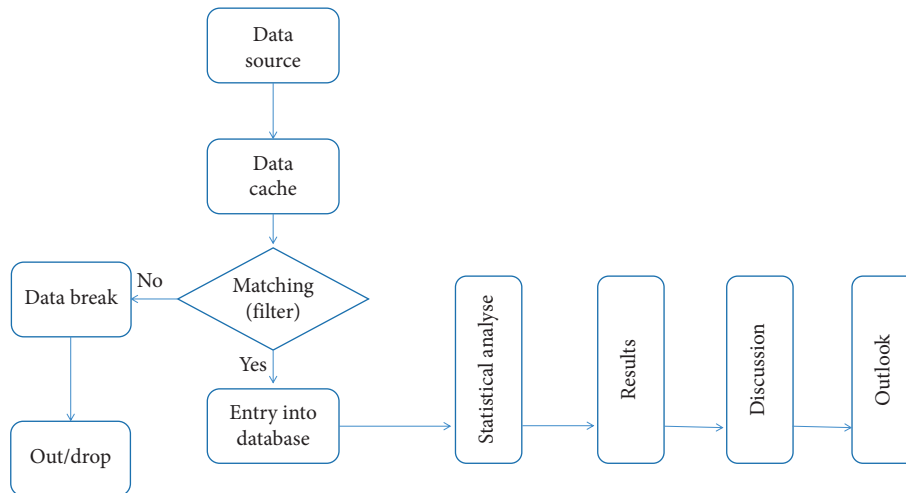 Data
source
Data
cache
Matching
(filter)
No
Data break
Yes
Entry into
database
Out/drop
Statistical analyse
Results
Discussion
Outlook